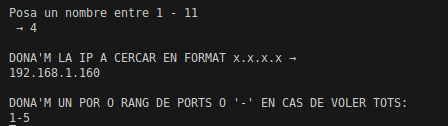 Posa un nombre entre 1 - 11
→ 4
DONA'M LA IP A CERCAR EN FORMAT x.x.x.x →
192.168.1.160
DONA'M UN POR O RANG DE PORTS O '-' EN CAS DE VOLER TOTS:
1-5